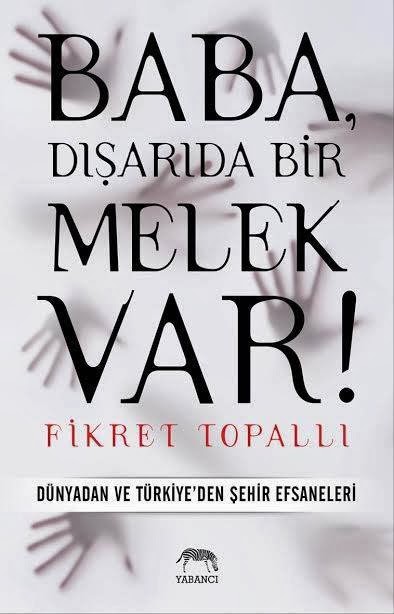 BABA,
DIŞARIDA BİR
MELEK
VAR!
FİKRET TOPALLI
DÜNYADAN VE TÜRKİYE'DEN ŞEHİR EFSANELERİ
YABANCI